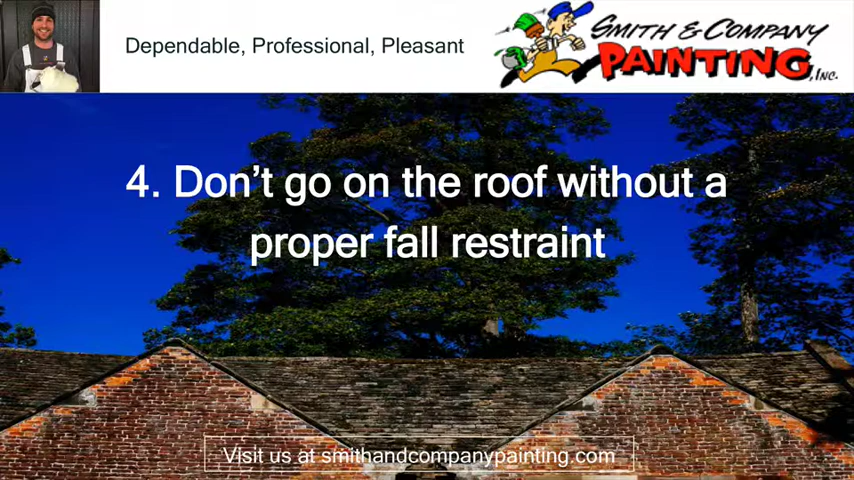 Dependable, Professional, Pleasant
SMITH & COMPANY
PAINTING, INC.
4. Don't go on the roof without a
proper fall restraint
Visit us at smithandcompanypainting.com